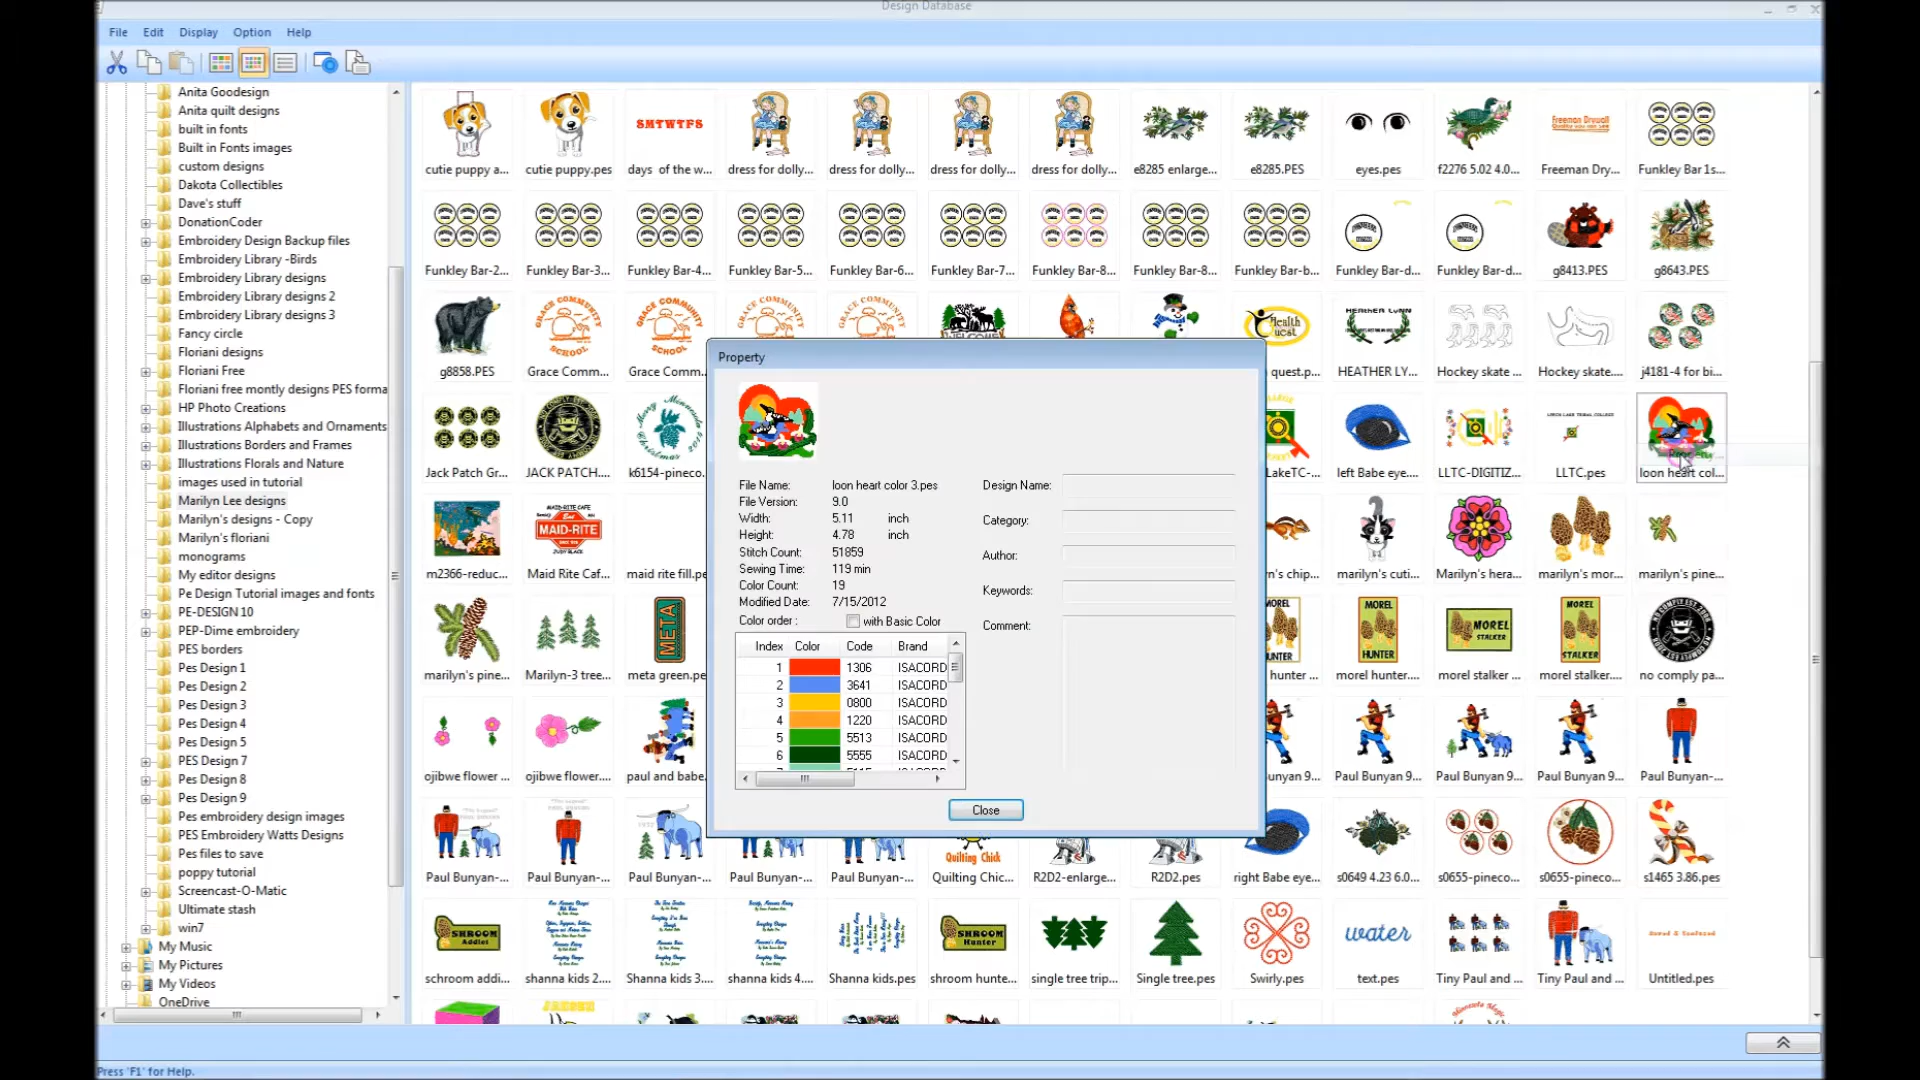 Design Database
File Edit Display Option Help
Anita Goodesign
Anita quilt designs
built in fonts
Built in Fonts images
custom designs
Dakota Collectibles
Dave's stuff
DonationCoder
Embroidery Design Backup files
Embroidery Library -Birds
Embroidery Library designs
Embroidery Library designs 2
Embroidery Library designs 3
Fancy circle
Floriani designs
Floriani Free
Floriani free montly designs PES forma
HP Photo Creations
Illustrations Alphabets and Ornaments
Illustrations Borders and Frames
Illustrations Florals and Nature
images used in tutorial
Marilyn Lee designs
Marilyn's designs - Copy
Marilyn's floriani
monograms
My editor designs
Pe Design Tutorial images and fonts
PE-DESIGN 10
PEP-Dime embroidery
PES borders
Pes Design 1
Pes Design 2
Pes Design 3
Pes Design 4
Pes Design 5
PES Design 7
Pes Design 8
Pes Design 9
Pes embroidery design images
PES Embroidery Watts Designs
Pes files to save
poppy tutorial
Screencast-O-Matic
Ultimate stash
win7
My Music
My Pictures
My Videos
OneDrive
SMTWTFS
cutie puppy a... cutie puppy.pes days of the w... dress for dolly... dress for dolly... dress for dolly... dress for dolly... e8285 enlarge... e8285.PES eyes.pes f2276 5.02 4.0... Freeman Dry... Funkley Bar 1s...
Funkley Bar-2... Funkley Bar-3... Funkley Bar-4... Funkley Bar-5... Funkley Bar-6... Funkley Bar-7... Funkley Bar-8... Funkley Bar-8... Funkley Bar-b... Funkley Bar-d... Funkley Bar-d... g8413.PES g8643.PES
GRACE COMMUNITY SCHOOL
GRACE COMMUNITY SCHOOL
GRACE COMMUNITY
GRACE COMMUNITY
WELCOME
Health Quest
HEATHER LYNN
g8858.PES Grace Comm... Grace Comm... quest.p... HEATHER LY... Hockey skate ... Hockey skate.... j4181-4 for bi...
Jack Patch Gr... JACK PATCH... k6154-pineco... LakeTC-... left Babe eye.... LLTC-DIGITIZ... LLTC.pes loon heart col...
MAID-RITE
m2366-reduc... Maid Rite Caf... maid rite fill.pe n's chip... marilyn's cuti... Marilyn's hera... marilyn's mor... marilyn's pine...
META
MOREL HUNTER
MOREL STALKER
MOREL STALKER
marilyn's pine... Marilyn-3 tree... meta green.pe hunter ... morel hunter.... morel stalker ... morel stalker.... no comply pa...
ojibwe flower ... ojibwe flower.... paul and babe. Paul Bunyan 9... Paul Bunyan 9... Paul Bunyan 9... Paul Bunyan-...
Quilting Chick
Paul Bunyan-... Paul Bunyan-... Paul Bunyan-... Paul Bunyan-... Paul Bunyan-... Quilting Chic... R2D2-enlarge... R2D2.pes right Babe eye... s0649 4.23 6.0... s0655-pineco... s0655-pineco... s1465 3.86.pes
SHROOM Addict
SHROOM Hunter
water
schroom addi... shanna kids 2.... Shanna kids 3.... shanna kids 4.... Shanna kids.pes shroom hunte... single tree trip... Single tree.pes Swirly.pes text.pes Tiny Paul and ... Tiny Paul and ... Untitled.pes
Property
File Name: loon heart color 3.pes
File Version: 9.0
Width: 5.11 inch
Height: 4.78 inch
Stitch Count: 51859
Sewing Time: 119 min
Color Count: 19
Modified Date: 7/15/2012
Color order : with Basic Color
Index Color Code Brand
1 1306 ISACORD
2 3641 ISACORD
3 0800 ISACORD
4 1220 ISACORD
5 5513 ISACORD
6 5555 ISACORD
Design Name:
Category:
Author:
Keywords:
Comment:
Close
Press 'F1' for Help.